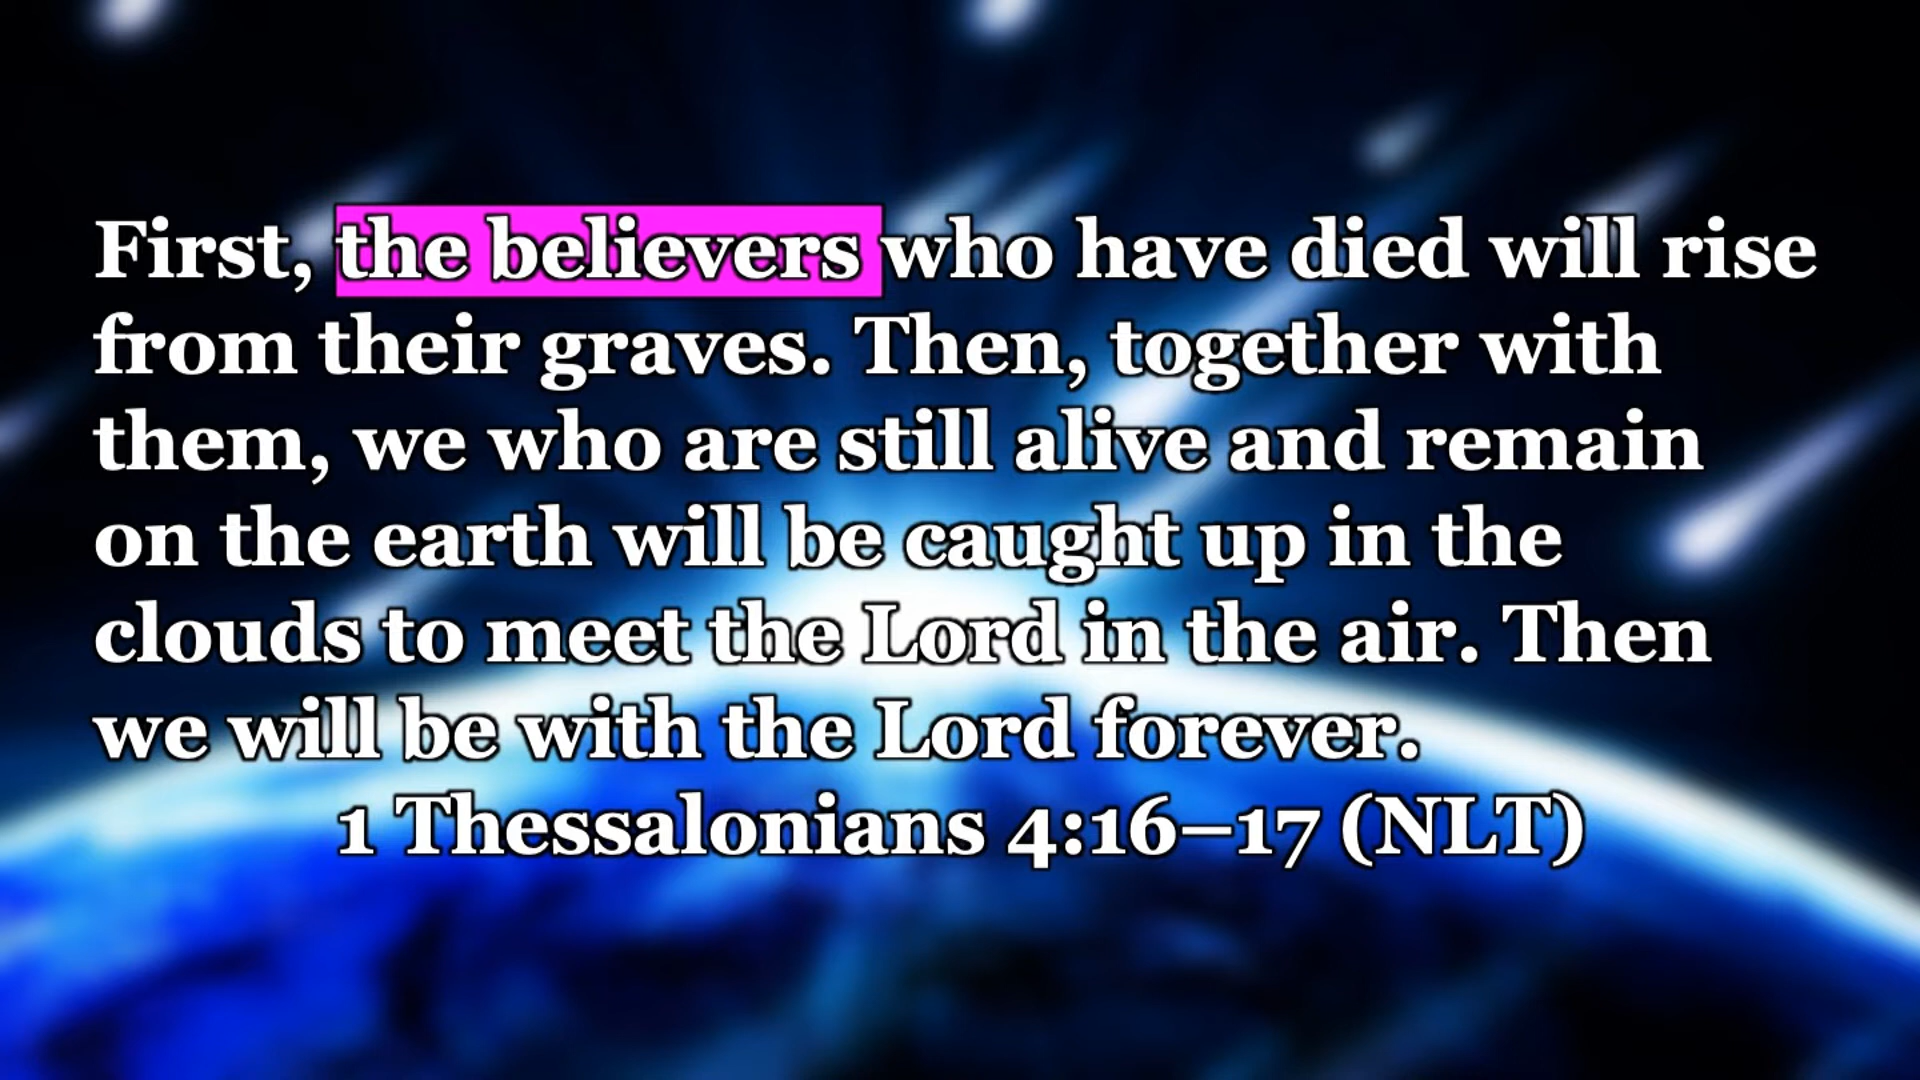 First, the believers who have died will rise
from their graves. Then, together with
them, we who are still alive and remain
on the earth will be caught up in the
clouds to meet the Lord in the air. Then
we will be with the Lord forever.
1 Thessalonians 4:16–17 (NLT)